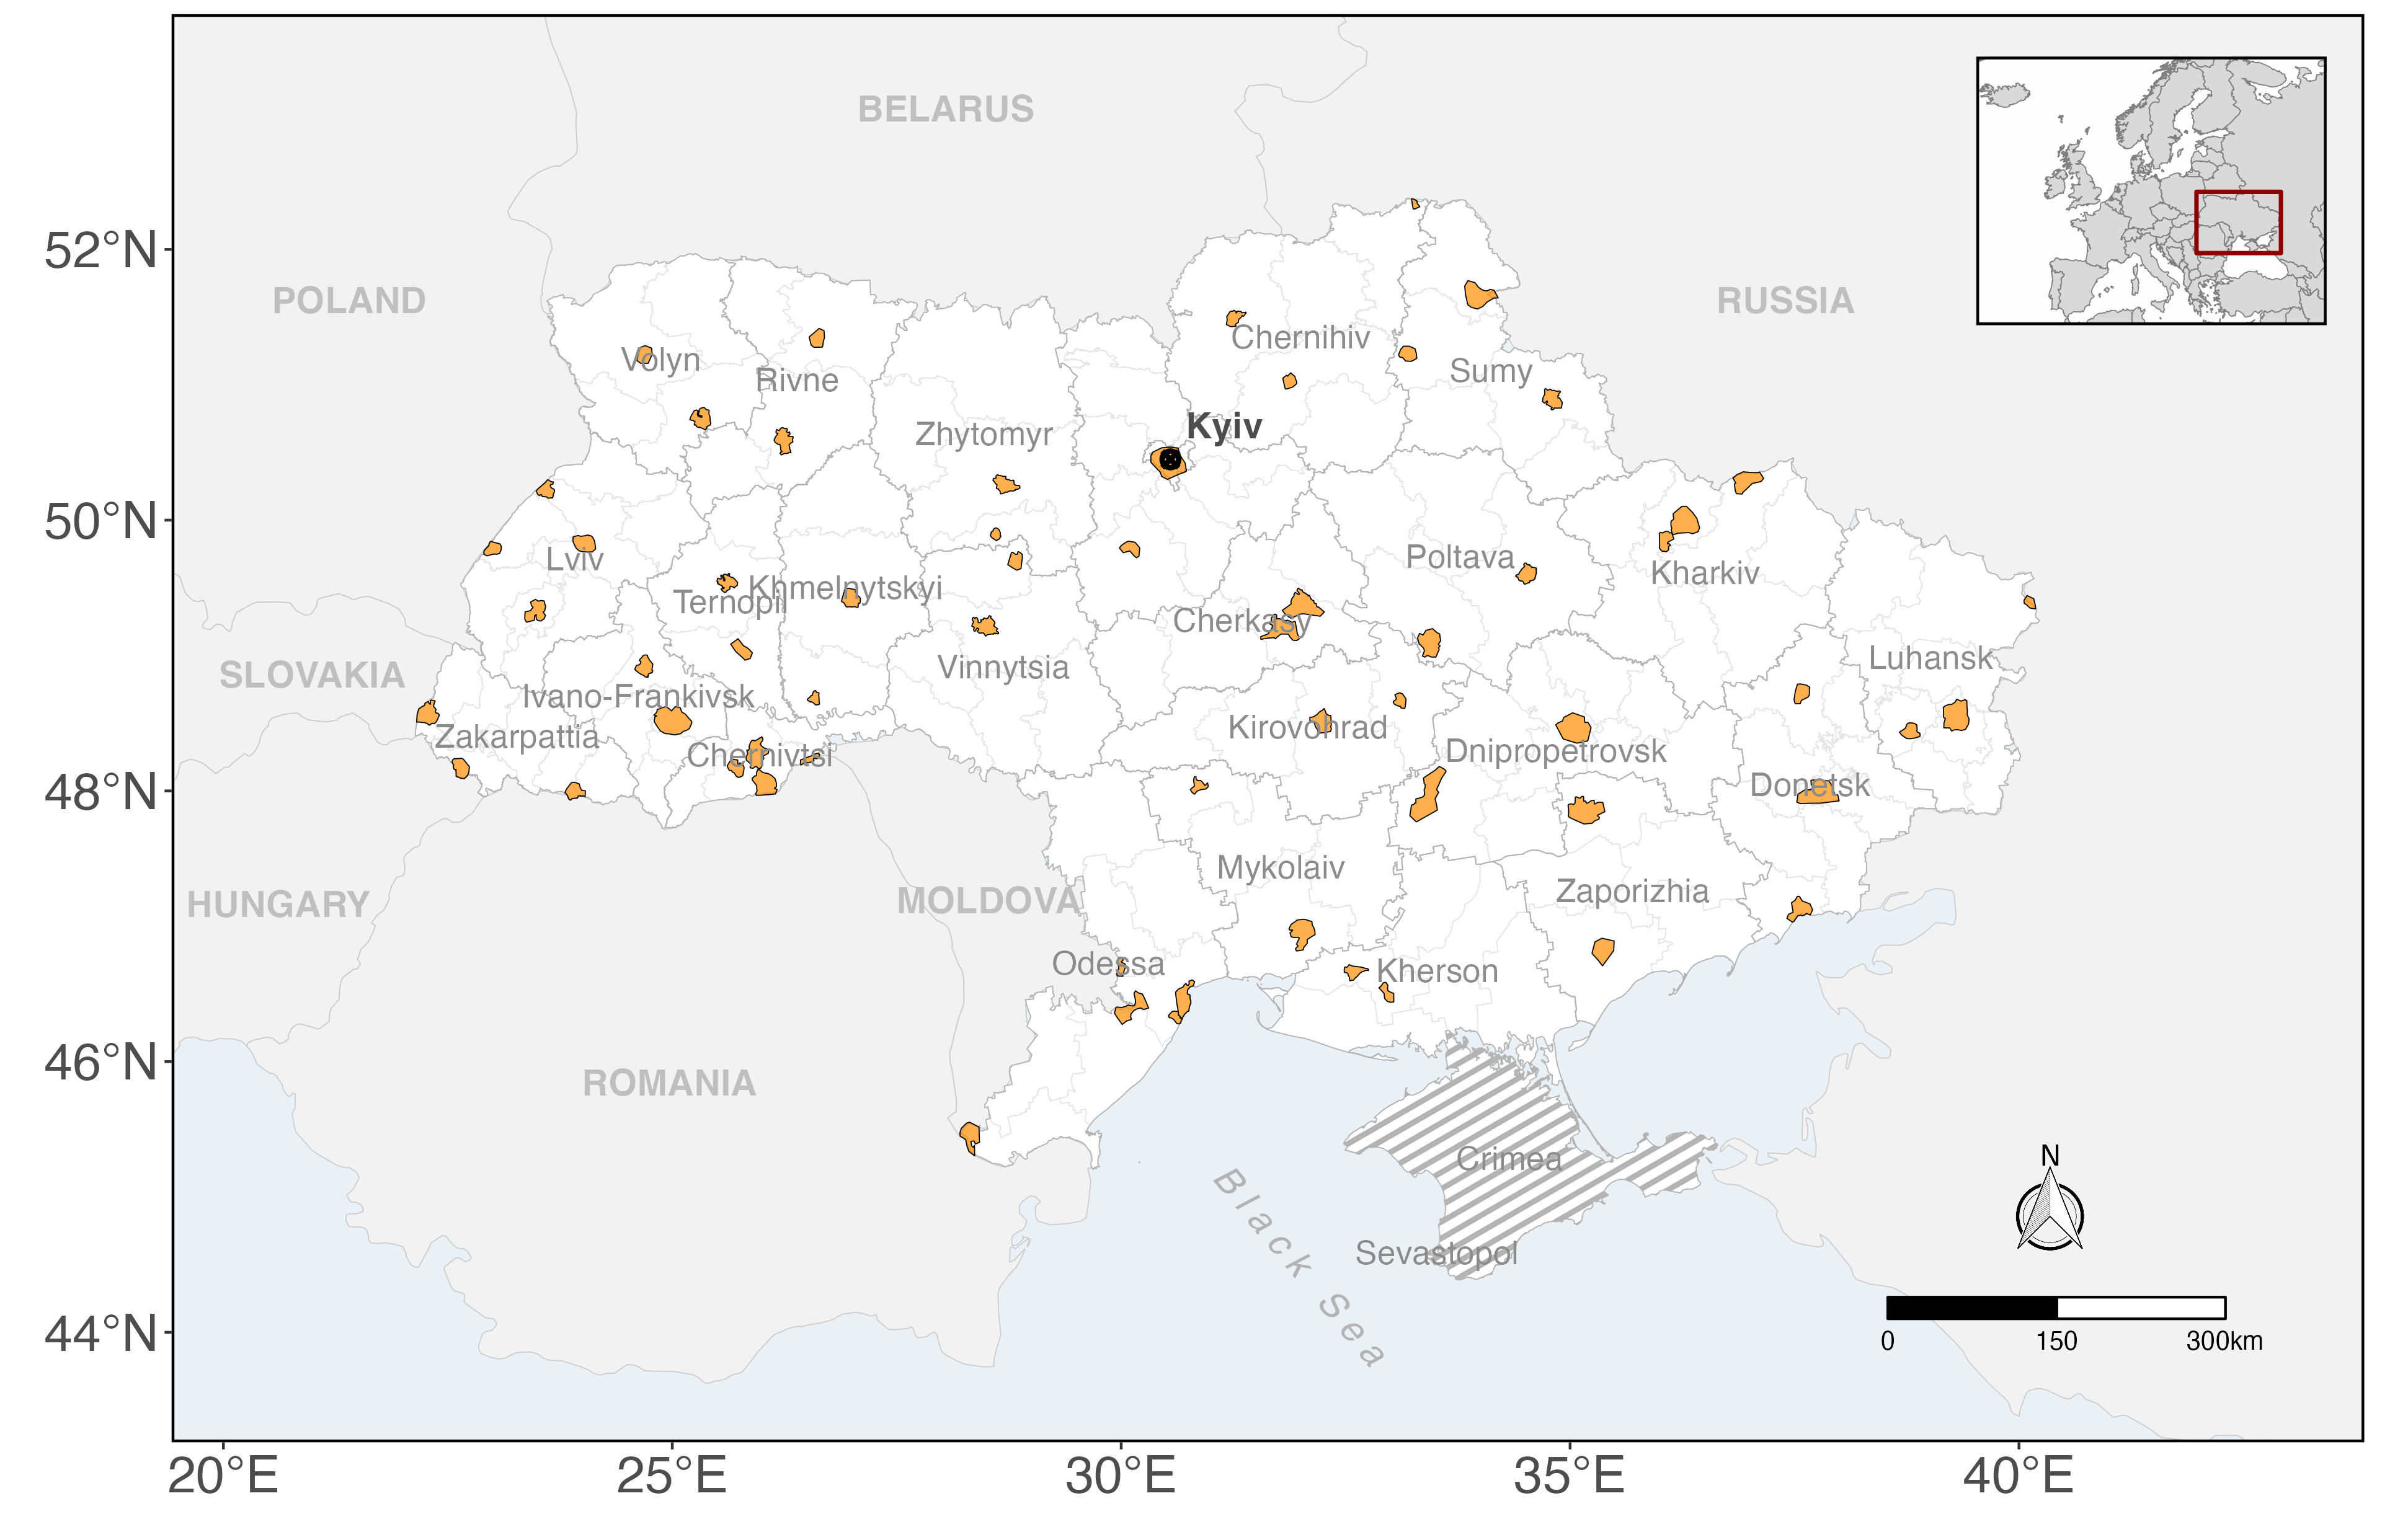 BELARUS
52°N
POLAND
RUSSIA
Chernihiv
Volyn
Sumy
Rivne
Kyiv
Zhytomyr
50°N
Lviv
Poltava
Kharkiv
Khmelnytskyi
Ternopil
Cherkasy
SLOVAKIA
Vinnytsia
Luhansk
Ivano-Frankivsk
Kirovohrad
Zakarpattia
Chernivtsi
Dnipropetrovsk
48°N
Donetsk
Mykolaiv
Zaporizhia
HUNGARY
MOLDOVA
Odessa
Kherson
46°N
ROMANIA
Crimea
N
Black Sea
Sevastopol
44°N
0 150 300km
20°E 25°E 30°E 35°E 40°E